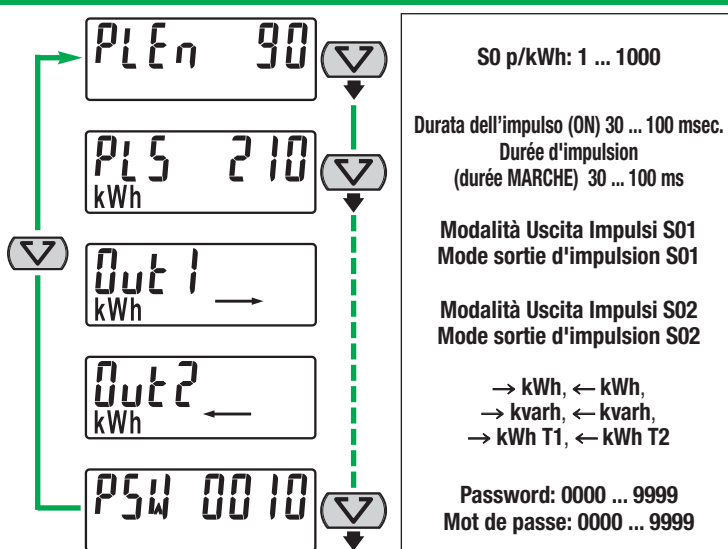 PLEn 90
PLS 210
kWh
Out 1 →
kWh
Out2
kWh ←
PSW 0010
S0 p/kWh: 1 ... 1000
Durata dell'impulso (ON) 30 ... 100 msec.
Durée d'impulsion
(durée MARCHE) 30 ... 100 ms
Modalità Uscita Impulsi S01
Mode sortie d'impulsion S01
Modalità Uscita Impulsi S02
Mode sortie d'impulsion S02
→ kWh, ← kWh,
→ kvarh, ← kvarh,
→ kWh T1, ← kWh T2
Password: 0000 ... 9999
Mot de passe: 0000 ... 9999